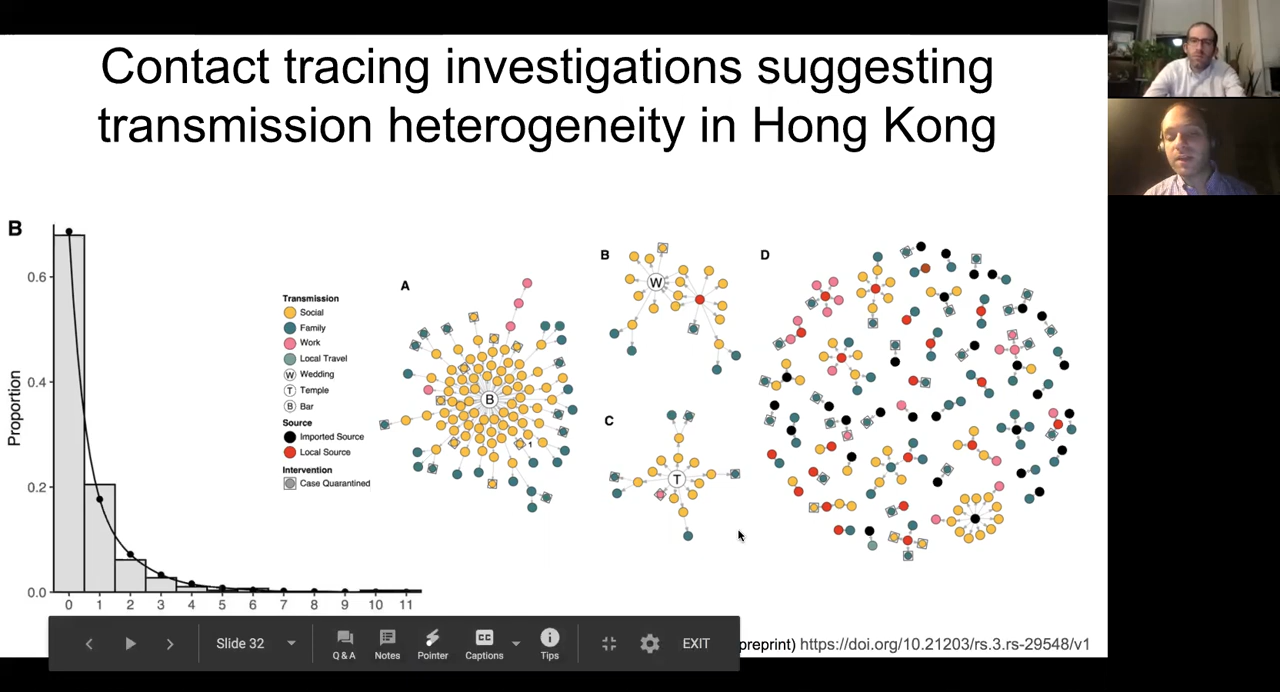 Contact tracing investigations suggesting
transmission heterogeneity in Hong Kong
B
0.6
0.4
0.2
0.0
Proportion
0 1 2 3 4 5 6 7 8 9 10 11
Transmission
Social
Family
Work
Local Travel
W Wedding
T Temple
B Bar
Source
Imported Source
Local Source
Intervention
Case Quarantined
A
B
1
B
W
C
T
D
preprint) https://doi.org/10.21203/rs.3.rs-29548/v1
Slide 32
Q & A
Notes
Pointer
CC
Captions
Tips
EXIT